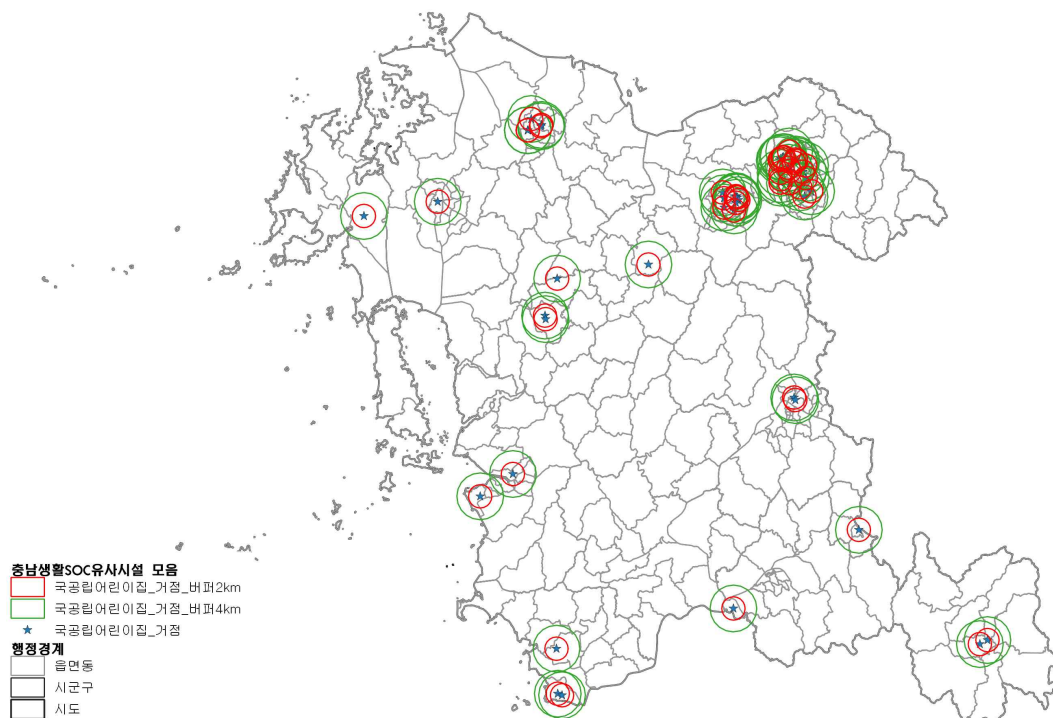 충남생활SOC유사시설 모음
국공립어린이집_거점_버퍼2km
국공립어린이집_거점_버퍼4km
국공립어린이집_거점
행정경계
읍면동
시군구
시도